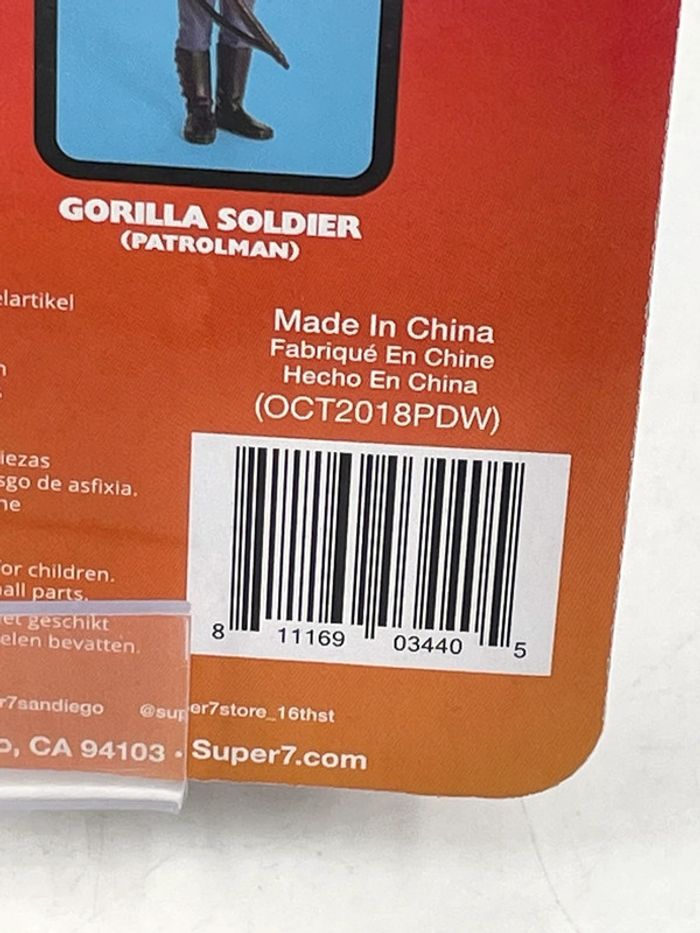 GORILLA SOLDIER
(PATROLMAN)
elartikel
Made In China
Fabriqué En Chine
Hecho En China
(OCT2018PDW)
iezas
sgo de asfixia.
ne
or children.
all parts.
et geschikt
elen bevatten.
8 11169 03440 5
r7sandiego @super7store_16thst
o, CA 94103 • Super7.com